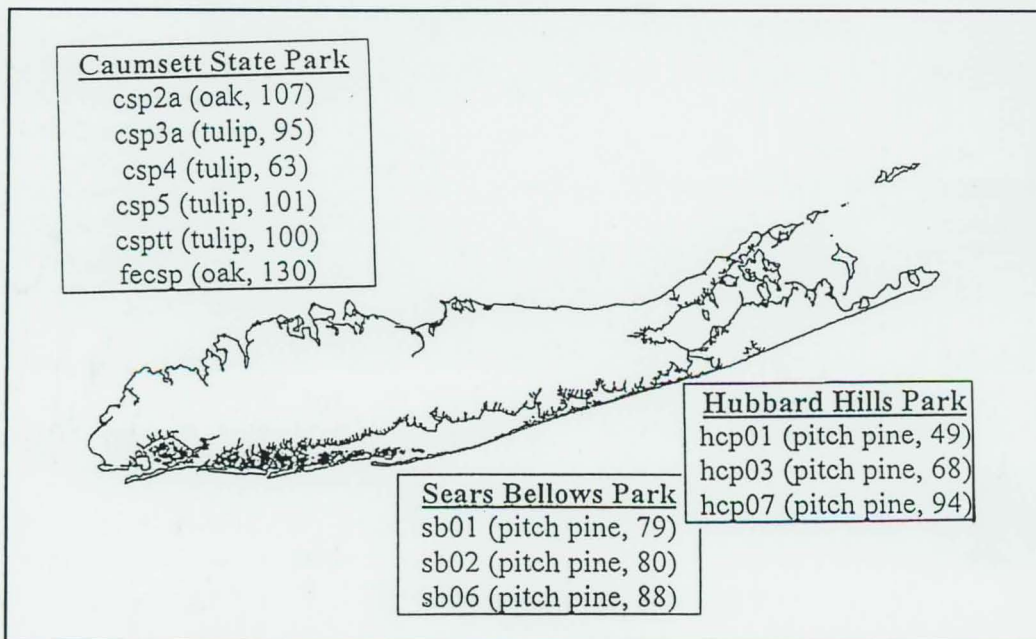 Caumsett State Park
csp2a (oak, 107)
csp3a (tulip, 95)
csp4 (tulip, 63)
csp5 (tulip, 101)
csptt (tulip, 100)
fecsp (oak, 130)
Hubbard Hills Park
hcp01 (pitch pine, 49)
hcp03 (pitch pine, 68)
hcp07 (pitch pine, 94)
Sears Bellows Park
sb01 (pitch pine, 79)
sb02 (pitch pine, 80)
sb06 (pitch pine, 88)